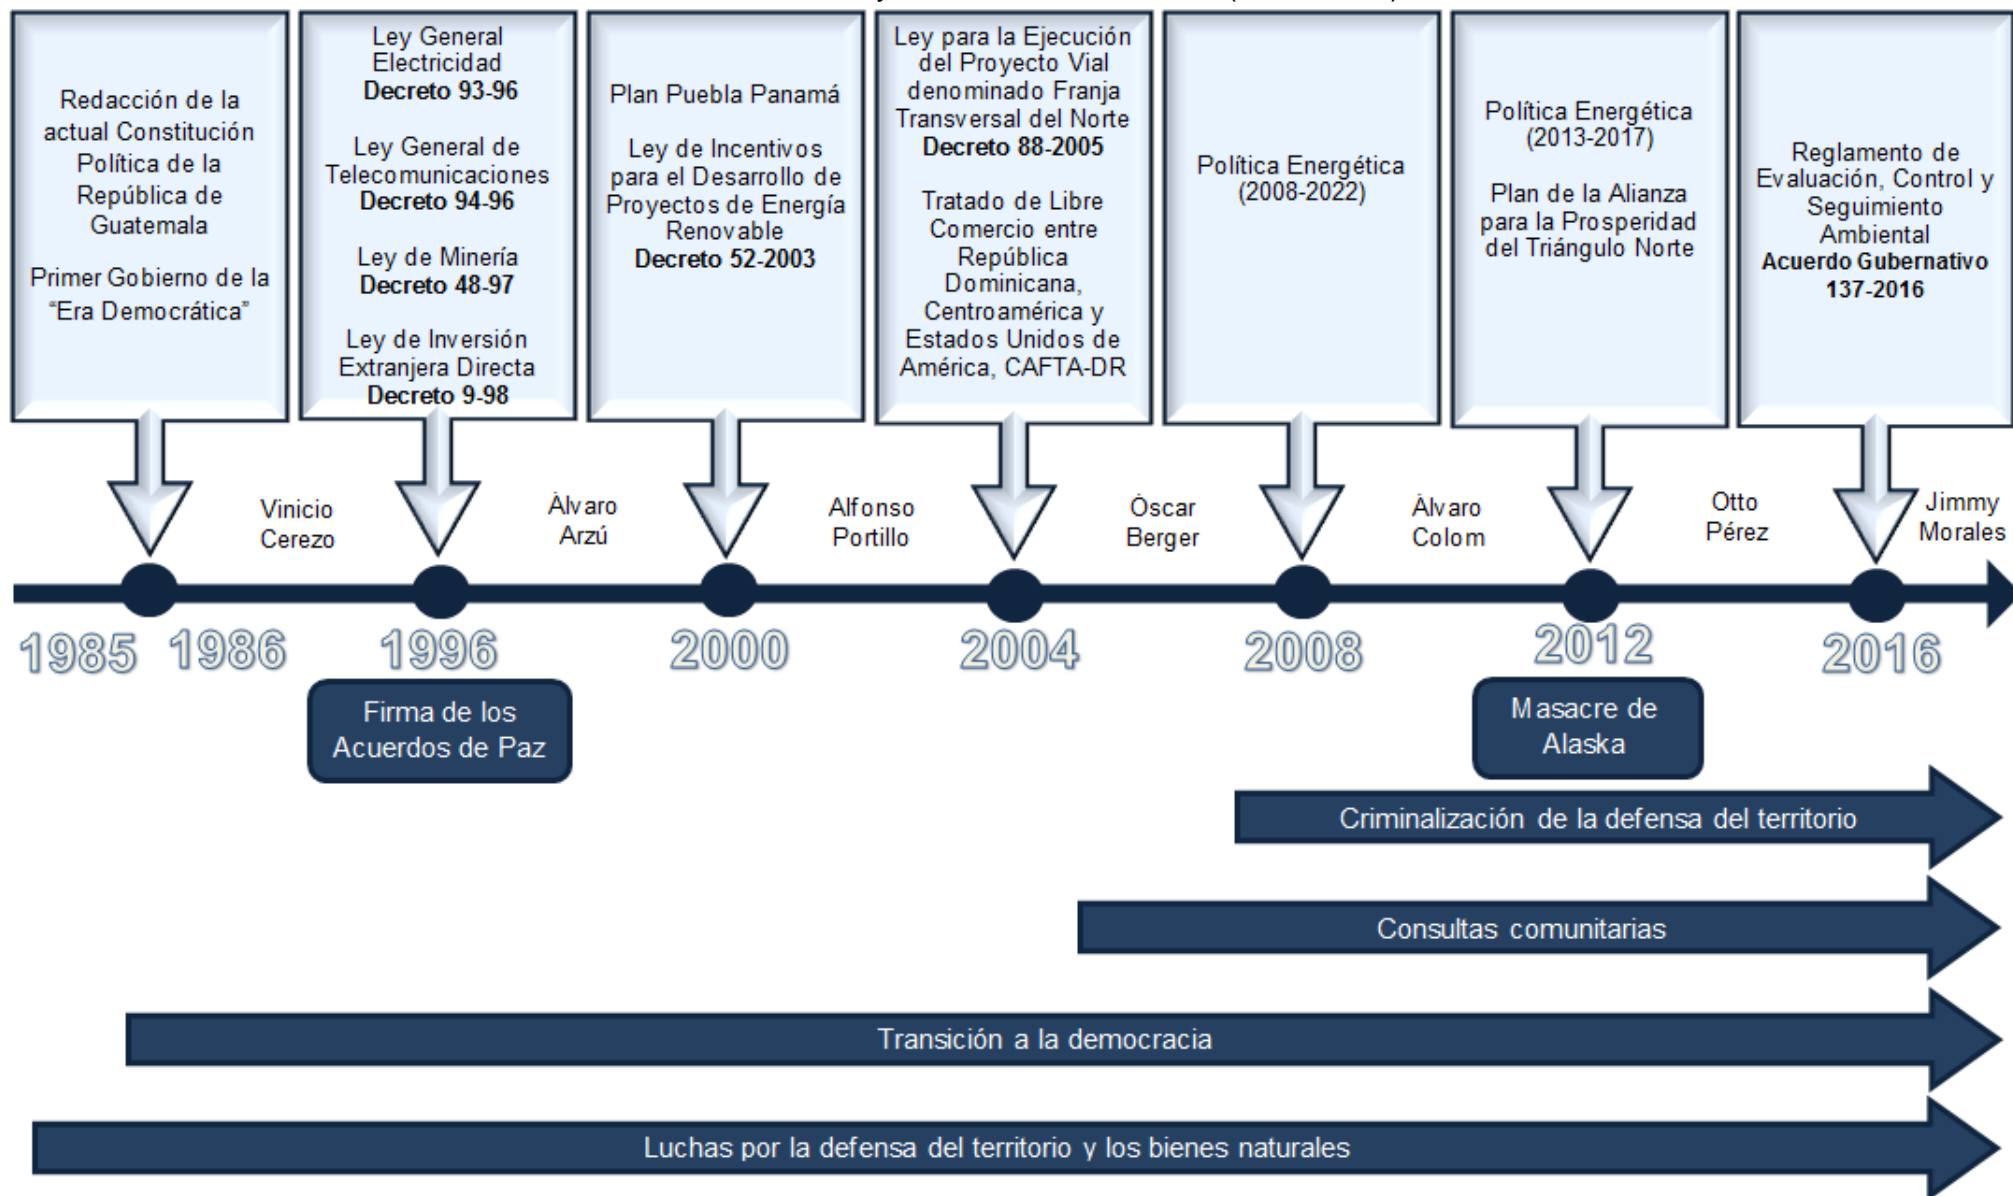 Redacción de la
actual Constitución
Política de la
República de
Guatemala
Primer Gobierno de la
“Era Democrática”
Ley General
Electricidad
Decreto 93-96
Ley General de
Telecomunicaciones
Decreto 94-96
Ley de Minería
Decreto 48-97
Ley de Inversión
Extranjera Directa
Decreto 9-98
Plan Puebla Panamá
Ley de Incentivos
para el Desarrollo de
Proyectos de Energía
Renovable
Decreto 52-2003
Ley para la Ejecución
del Proyecto Vial
denominado Franja
Transversal del Norte
Decreto 88-2005
Tratado de Libre
Comercio entre
República
Dominicana,
Centroamérica y
Estados Unidos de
América, CAFTA-DR
Política Energética
(2008-2022)
Política Energética
(2013-2017)
Plan de la Alianza
para la Prosperidad
del Triángulo Norte
Reglamento de
Evaluación, Control y
Seguimiento
Ambiental
Acuerdo Gubernativo
137-2016
Vinicio
Cerezo
Álvaro
Arzú
Alfonso
Portillo
Óscar
Berger
Álvaro
Colom
Otto
Pérez
Jimmy
Morales
1985 1986 1996 2000 2004 2008 2012 2016
Firma de los
Acuerdos de Paz
Masacre de
Alaska
Criminalización de la defensa del territorio
Consultas comunitarias
Transición a la democracia
Luchas por la defensa del territorio y los bienes naturales